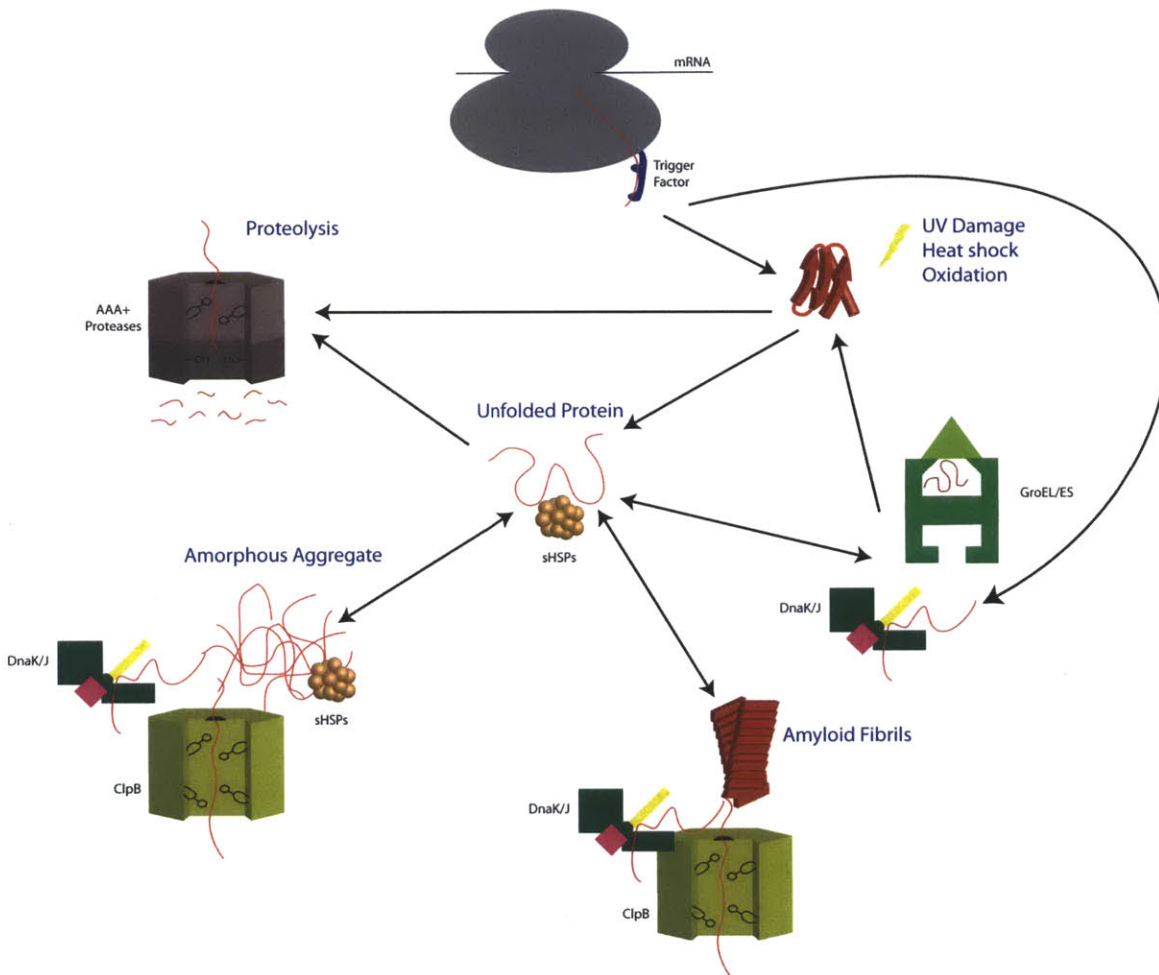 mRNA
Trigger
Factor
UV Damage
Heat shock
Oxidation
Proteolysis
AAA+
Proteases
Unfolded Protein
sHSPs
GroEL/ES
DnaK/J
Amorphous Aggregate
DnaK/J
sHSPs
ClpB
Amyloid Fibrils
DnaK/J
ClpB